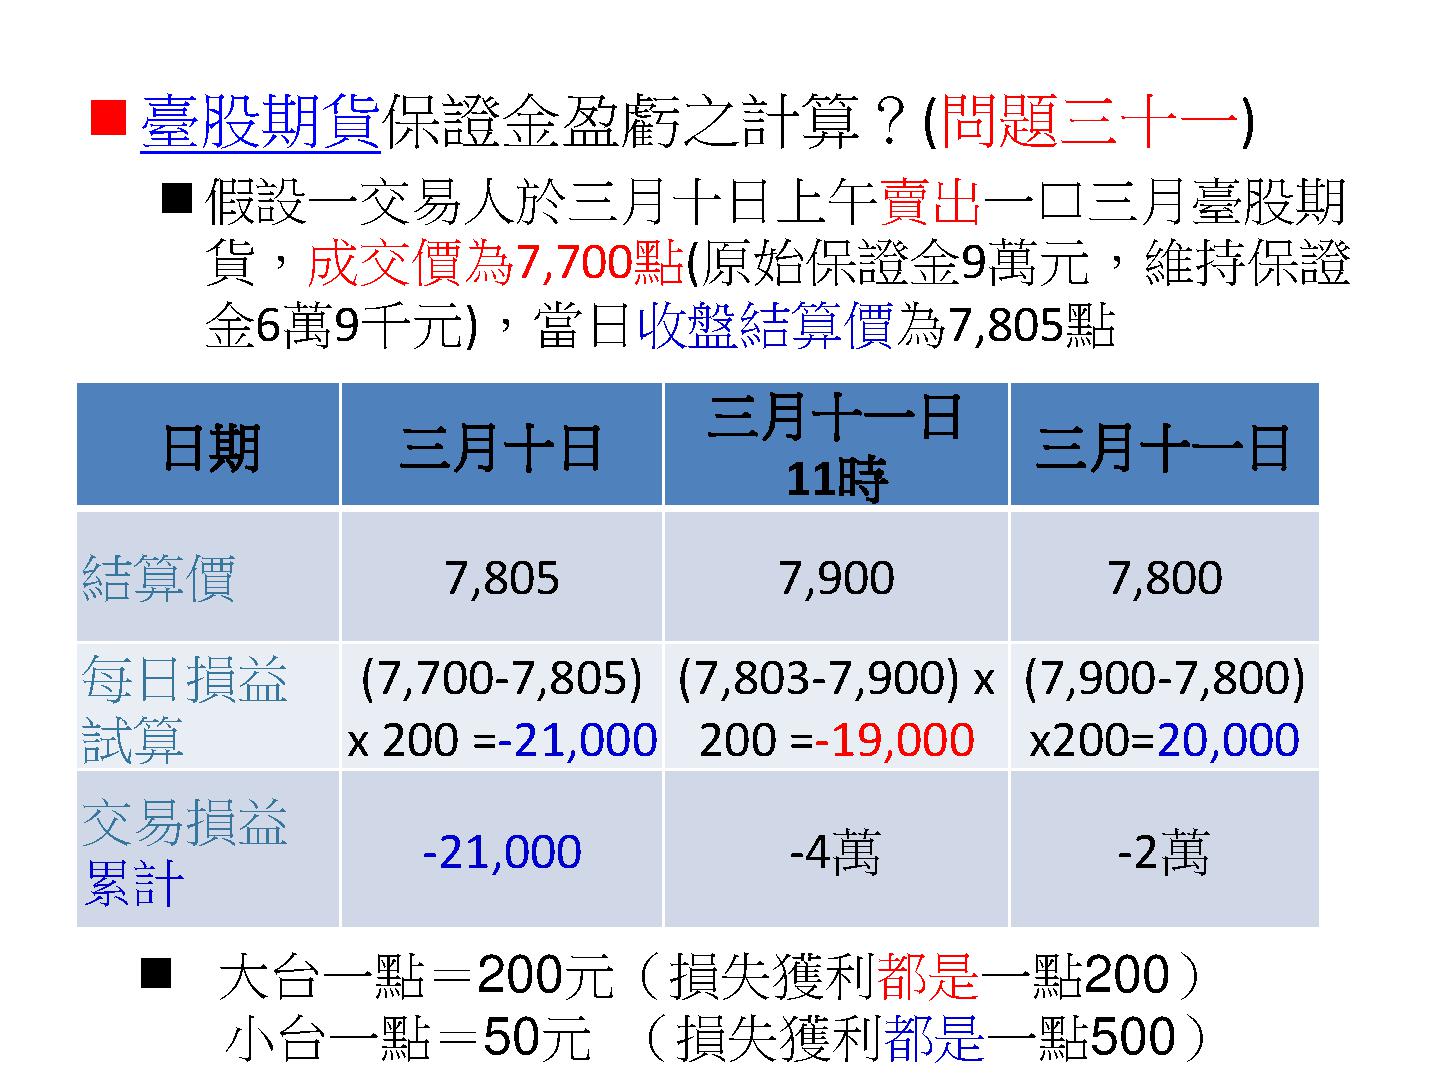 臺股期貨保證金盈虧之計算？(問題三十一)
假設一交易人於三月十日上午賣出一口三月臺股期
貨，成交價為7,700點(原始保證金9萬元，維持保證
金6萬9千元)，當日收盤結算價為7,805點
日期 三月十日 三月十一日 11時 三月十一日
結算價 7,805 7,900 7,800
每日損益 (7,700-7,805) (7,803-7,900) x (7,900-7,800)
試算 x 200 =-21,000 200 =-19,000 x200=20,000
交易損益
累計 -21,000 -4萬 -2萬
大台一點＝200元（損失獲利都是一點200）
小台一點＝50元 （損失獲利都是一點500）